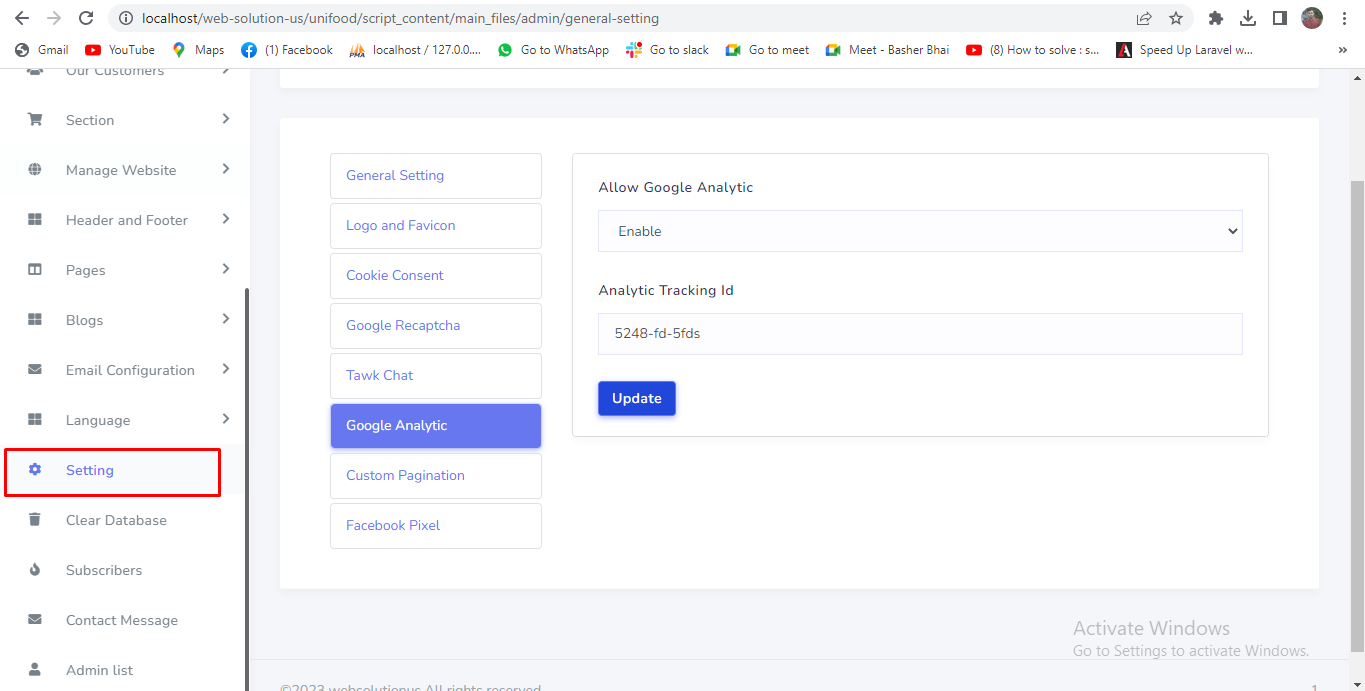 localhost/web-solution-us/unifood/script_content/main_files/admin/general-setting
Gmail
YouTube
Maps
(1) Facebook
PMA
localhost / 127.0.0....
Go to WhatsApp
Go to slack
Go to meet
Meet - Basher Bhai
(8) How to solve : s...
Speed Up Laravel w...
»
Our Customers
Section
Manage Website
Header and Footer
Pages
Blogs
Email Configuration
Language
Setting
Clear Database
Subscribers
Contact Message
Admin list
General Setting
Logo and Favicon
Cookie Consent
Google Recaptcha
Tawk Chat
Google Analytic
Custom Pagination
Facebook Pixel
Allow Google Analytic
Enable
Analytic Tracking Id
5248-fd-5fds
Update
Activate Windows
Go to Settings to activate Windows.
©2023 websolutionus All rights reserved
1